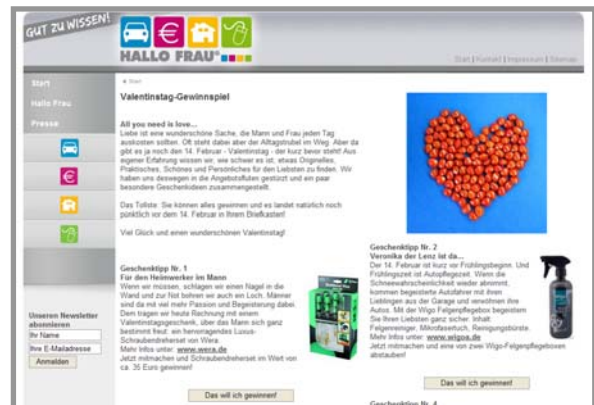 GUT ZU WISSEN!
HALLO FRAU
Start | Kontakt | Impressum | Sitemap
Start
Hallo Frau
Presse
Start
Valentinstag-Gewinnspiel
All you need is love...
Liebe ist eine wunderschöne Sache, die Mann und Frau jeden Tag
auskosten sollten. Oft steht dabei aber der Alltagstrubel im Weg. Aber da
gibt es ja noch den 14. Februar - Valentinstag - der kurz bevor steht! Aus
eigener Erfahrung wissen wir, wie schwer es ist, etwas Originelles,
Praktisches, Schönes und Persönliches für den Liebsten zu finden. Wir
haben uns deswegen in die Angebotsfluten gestürzt und ein paar
besondere Geschenkideen zusammengestellt.
Das Tollste: Sie können alles gewinnen und es landet natürlich noch
pünktlich vor dem 14. Februar in Ihrem Briefkasten!
Viel Glück und einen wunderschönen Valentinstag!
Geschenktipp Nr. 1
Für den Heimwerker im Mann
Wenn wir müssen, schlagen wir einen Nagel in die
Wand und zur Not bohren wir auch ein Loch. Männer
sind da mit viel mehr Passion und Begeisterung dabei.
Dem tragen wir heute Rechnung mit einem
Valentinstagsgeschenk, über das Mann sich ganz
bestimmt freut: ein hervorragendes Luxus-
Schraubendreherset von Wera.
Mehr Infos unter: www.wera.de
Jetzt mitmachen und Schraubendreherset im Wert von
ca. 35 Euro gewinnen!
Das will ich gewinnen!
Geschenktipp Nr. 2
Veronika der Lenz ist da...
Der 14. Februar ist kurz vor Frühlingsbeginn. Und
Frühlingszeit ist Autopflegezeit. Wenn die
Schneewahrscheinlichkeit wieder abnimmt,
kommen begeisterte Autofahrer mit ihren
Lieblingen aus der Garage und verwöhnen ihre
Autos. Mit der Wigo Felgenpflegebox begeistern
Sie Ihren Liebsten ganz sicher. Inhalt:
Felgenreiniger, Mikrofasertuch, Reinigungsbürste.
Mehr Infos unter: www.wigoa.de
Jetzt mitmachen und eine von zwei Wigo-Felgenpflegeboxen
abstauben!
Das will ich gewinnen!
Geschenktipp Nr. 4
Unseren Newsletter
abonnieren
Ihr Name
Ihre E-Mailadresse
Anmelden